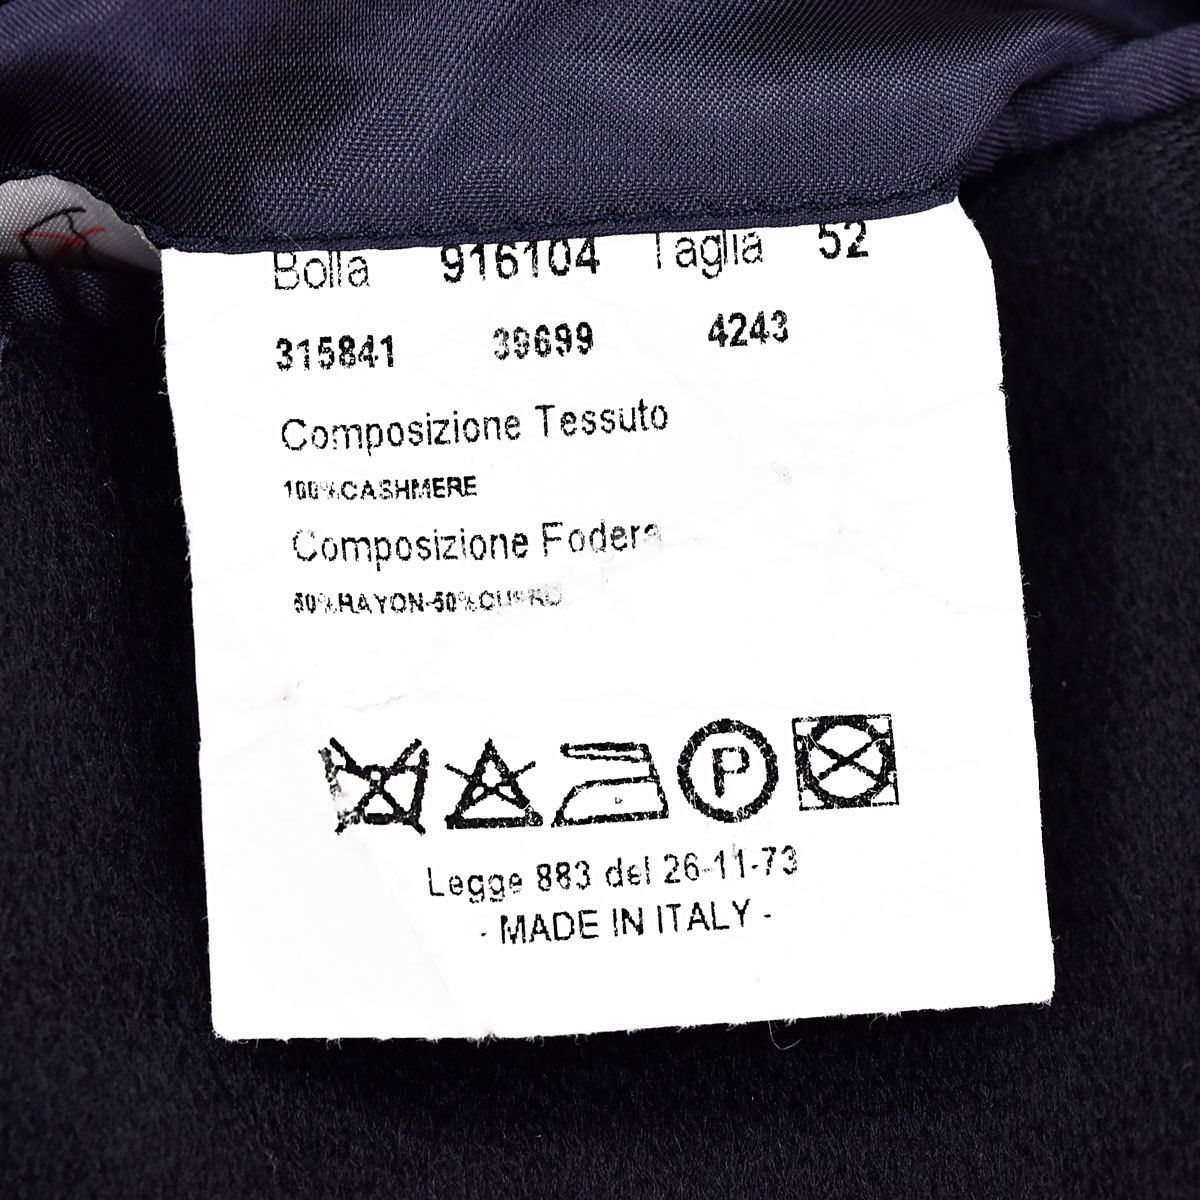 Bolla 916104 Taglia 52
315841 39699 4243
Composizione Tessuto
100%CASHMERE
Composizione Fodera
50%RAYON-50%CUPRO
P
Legge 883 del 26-11-73
- MADE IN ITALY -